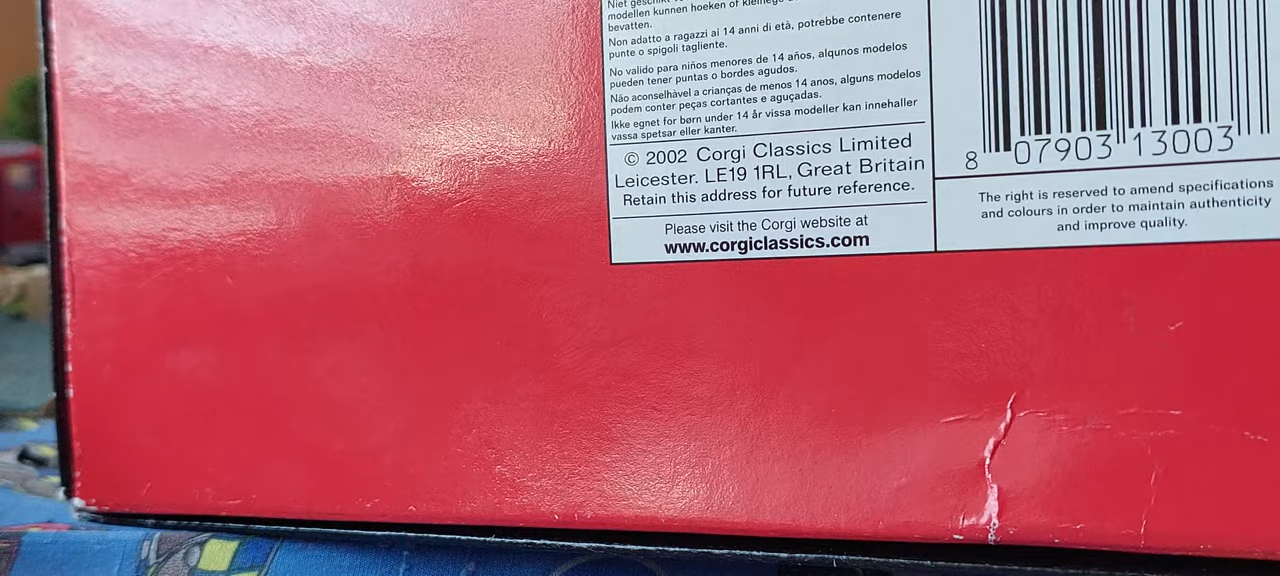 Niet geschikt
modellen kunnen hoeken of
bevatten.
Non adatto a ragazzi ai 14 anni di età, potrebbe contenere
punte o spigoli tagliente.
No valido para niños menores de 14 años, alqunos modelos
pueden tener puntas o bordes agudos.
Não aconselhàvel a crianças de menos 14 anos, alguns modelos
podem conter peças cortantes e aguçadas.
Ikke egnet for børn under 14 år vissa modeller kan innehaller
vassa spetsar eller kanter.
© 2002 Corgi Classics Limited
Leicester. LE19 1RL, Great Britain
Retain this address for future reference.
Please visit the Corgi website at
www.corgiclassics.com
8 07903 13003
The right is reserved to amend specifications
and colours in order to maintain authenticity
and improve quality.